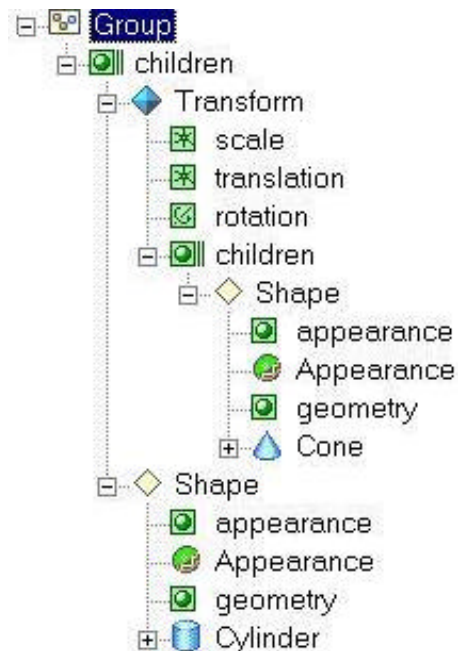 Group
children
Transform
scale
translation
rotation
children
Shape
appearance
Appearance
geometry
Cone
Shape
appearance
Appearance
geometry
Cylinder